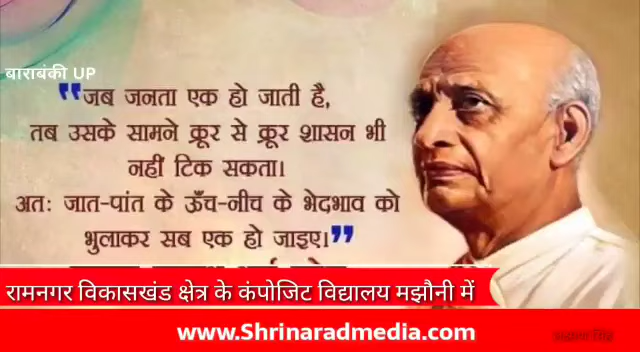 बाराबंकी UP
"जब जनता एक हो जाती है,
तब उसके सामने क्रूर से क्रूर शासन भी
नहीं टिक सकता।
अतः जात-पांत के ऊँच-नीच के भेदभाव को
भुलाकर सब एक हो जाइए।"
रामनगर विकासखंड क्षेत्र के कंपोजिट विद्यालय मझौनी में
www.Shrinaradmedia.com